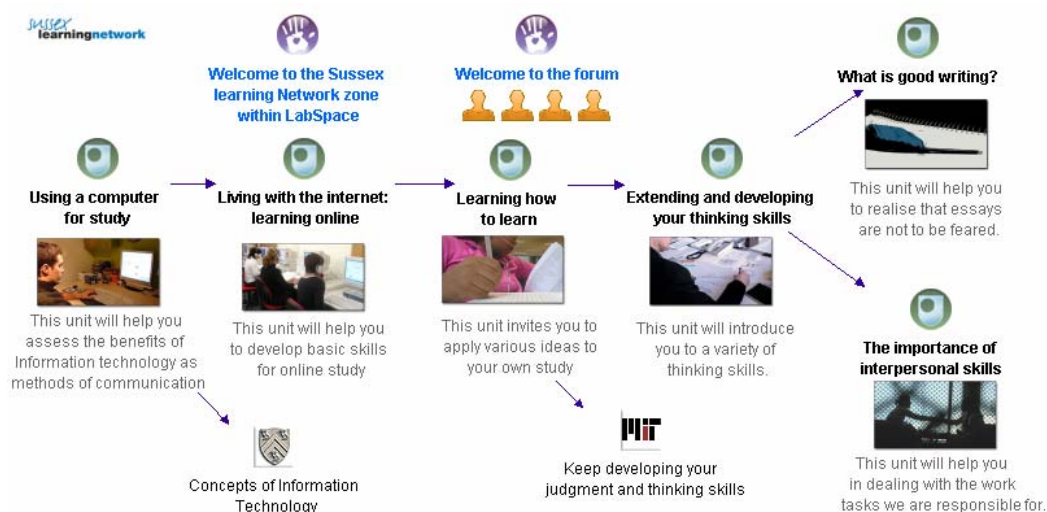 sussex
learningnetwork
Welcome to the Sussex
learning Network zone
within LabSpace
Welcome to the forum
What is good writing?
This unit will help you
to realise that essays
are not to be feared.
Using a computer
for study
This unit will help you
assess the benefits of
Information technology as
methods of communication
Living with the internet:
learning online
This unit will help you
to develop basic skills
for online study
Learning how
to learn
This unit invites you to
apply various ideas to
your own study
Extending and developing
your thinking skills
This unit will introduce
you to a variety of
thinking skills.
The importance of
interpersonal skills
This unit will help you
in dealing with the work
tasks we are responsible for.
Concepts of Information
Technology
MIT
Keep developing your
judgment and thinking skills